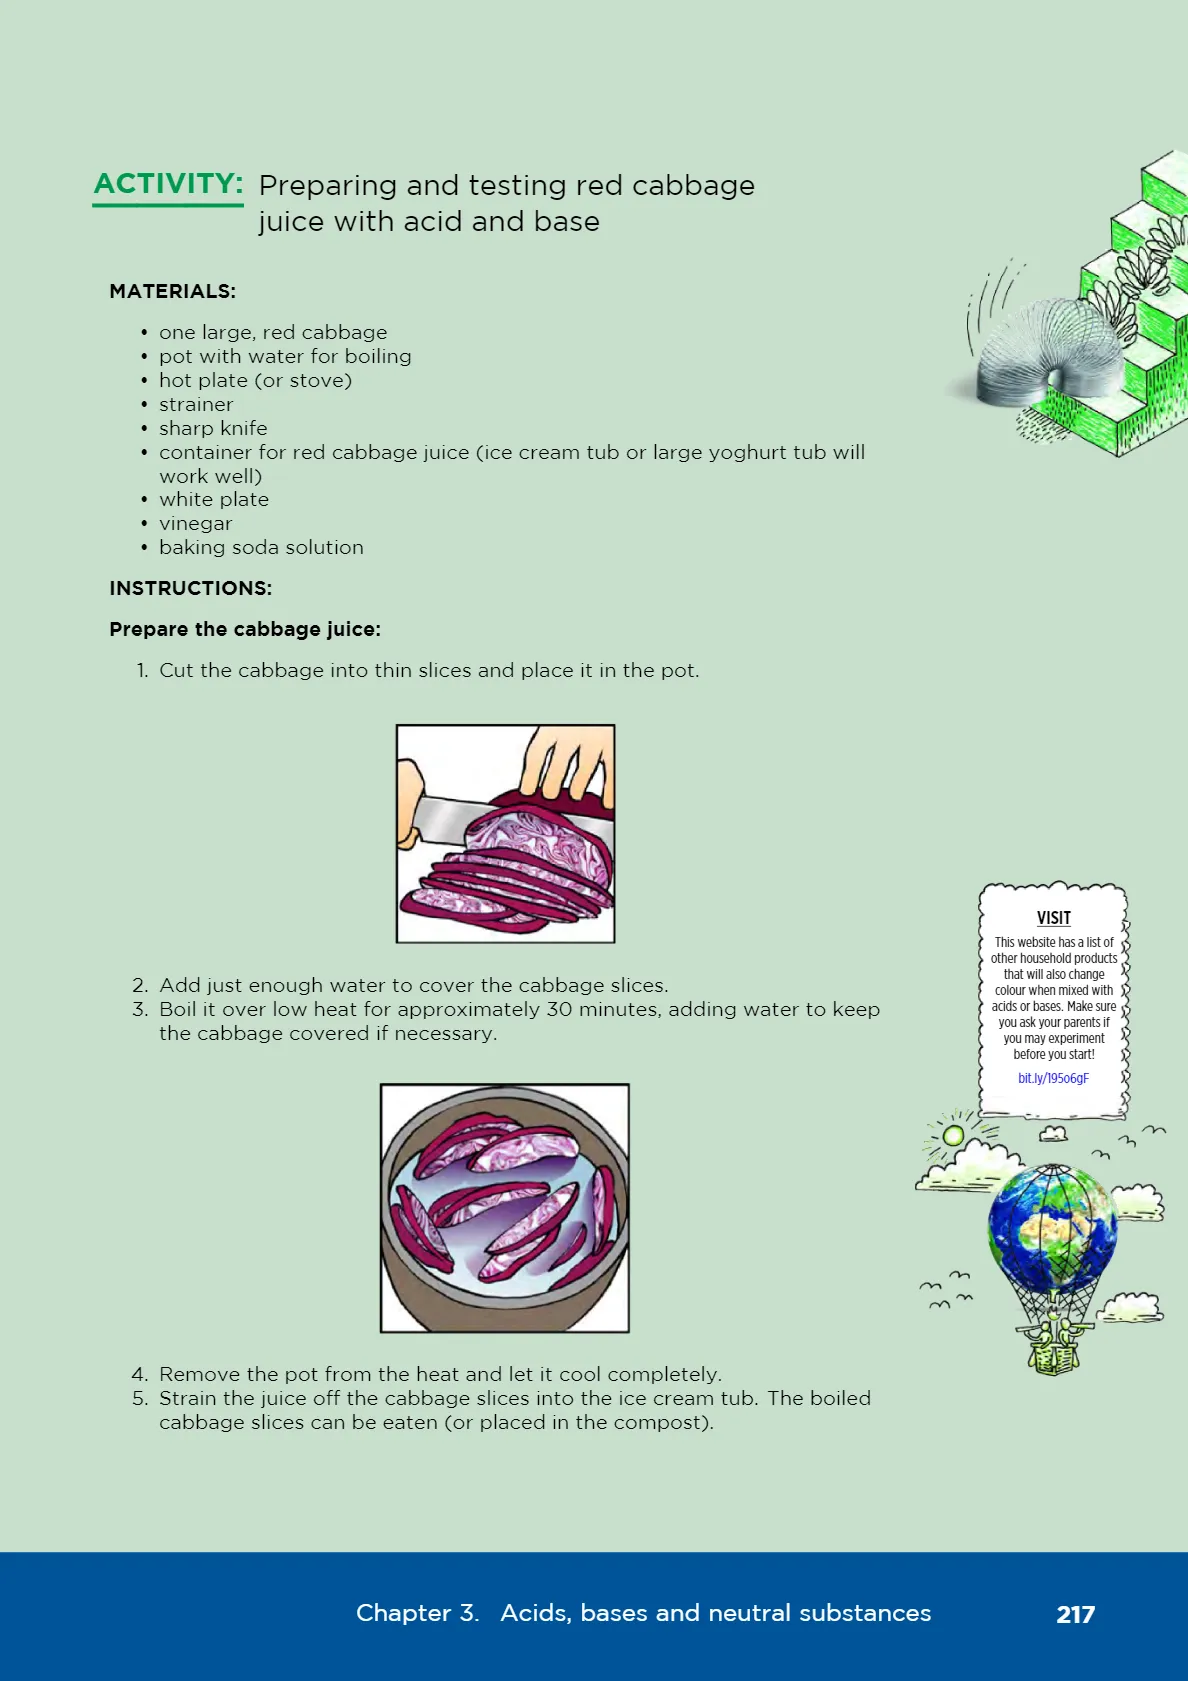 ACTIVITY: Preparing and testing red cabbage
juice with acid and base
MATERIALS:
• one large, red cabbage
• pot with water for boiling
• hot plate (or stove)
• strainer
• sharp knife
• container for red cabbage juice (ice cream tub or large yoghurt tub will
work well)
• white plate
• vinegar
• baking soda solution
INSTRUCTIONS:
Prepare the cabbage juice:
1. Cut the cabbage into thin slices and place it in the pot.
2. Add just enough water to cover the cabbage slices.
3. Boil it over low heat for approximately 30 minutes, adding water to keep
the cabbage covered if necessary.
4. Remove the pot from the heat and let it cool completely.
5. Strain the juice off the cabbage slices into the ice cream tub. The boiled
cabbage slices can be eaten (or placed in the compost).
VISIT
This website has a list of
other household products
that will also change
colour when mixed with
acids or bases. Make sure
you ask your parents if
you may experiment
before you start!
bit.ly/195o6gF
Chapter 3. Acids, bases and neutral substances 217